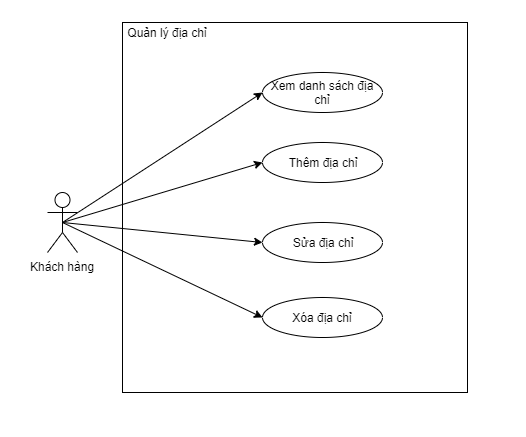 Quản lý địa chỉ
Xem danh sách địa
chỉ
Thêm địa chỉ
Sửa địa chỉ
Khách hàng
Xóa địa chỉ